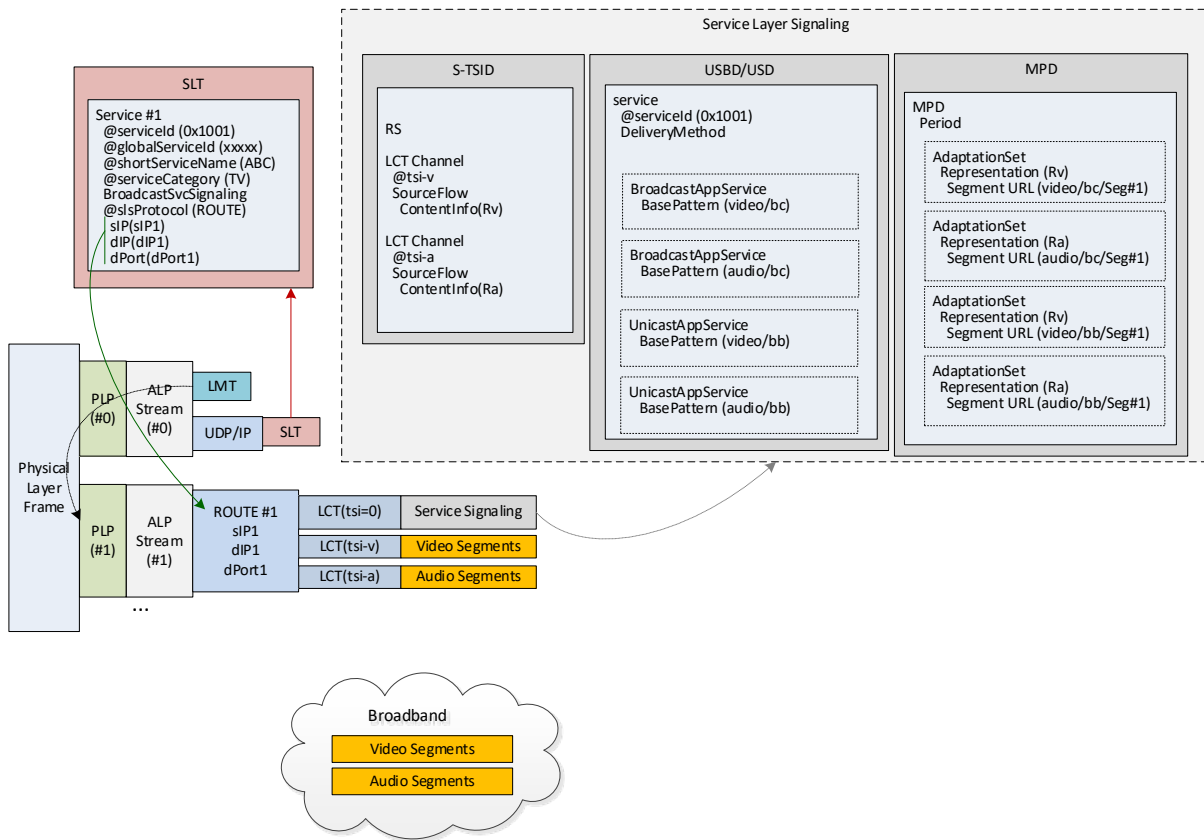 Service Layer Signaling
SLT
Service #1
@serviceId (0x1001)
@globalServiceId (xxxxx)
@shortServiceName (ABC)
@serviceCategory (TV)
BroadcastSvcSignaling
@slsProtocol (ROUTE)
sIP(sIP1)
dIP(dIP1)
dPort(dPort1)
S-TSID
RS
LCT Channel
@tsi-v
SourceFlow
ContentInfo(Rv)
LCT Channel
@tsi-a
SourceFlow
ContentInfo(Ra)
USBD/USD
service
@serviceId (0x1001)
DeliveryMethod
BroadcastAppService
BasePattern (video/bc)
BroadcastAppService
BasePattern (audio/bc)
UnicastAppService
BasePattern (video/bb)
UnicastAppService
BasePattern (audio/bb)
MPD
MPD
Period
AdaptationSet
Representation (Rv)
Segment URL (video/bc/Seg#1)
AdaptationSet
Representation (Ra)
Segment URL (audio/bc/Seg#1)
AdaptationSet
Representation (Rv)
Segment URL (video/bb/Seg#1)
AdaptationSet
Representation (Ra)
Segment URL (audio/bb/Seg#1)
Physical
Layer
Frame
PLP
(#0)
ALP
Stream
(#0)
LMT
UDP/IP
SLT
PLP
(#1)
ALP
Stream
(#1)
ROUTE #1
sIP1
dIP1
dPort1
LCT(tsi=0)
Service Signaling
LCT(tsi-v)
Video Segments
LCT(tsi-a)
Audio Segments
...
Broadband
Video Segments
Audio Segments